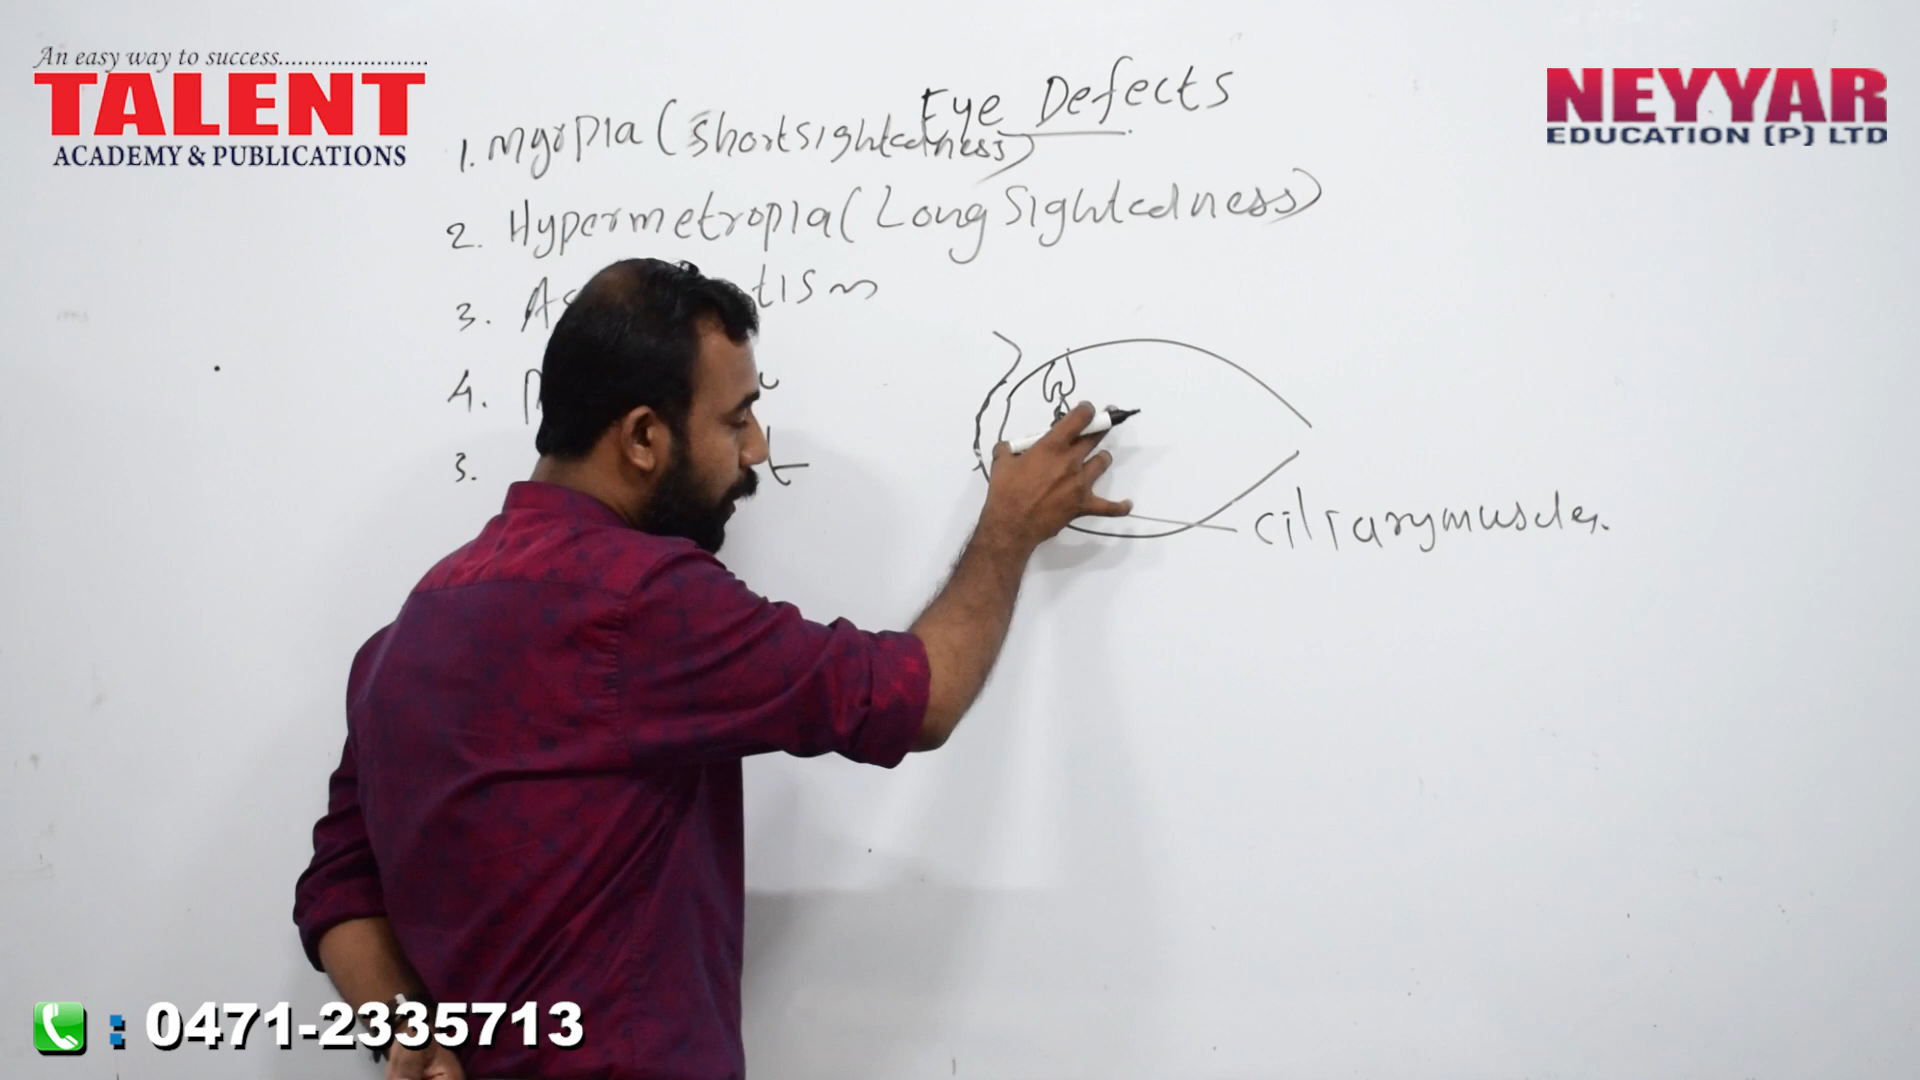 An easy way to success........................
TALENT
ACADEMY & PUBLICATIONS
NEYYAR
EDUCATION (P) LTD
Eye Defects
1. Myopia (Shortsightedness)
2. Hypermetropia (Long Sightedness)
3.
4.
3.
ciliarymuscles.
: 0471-2335713